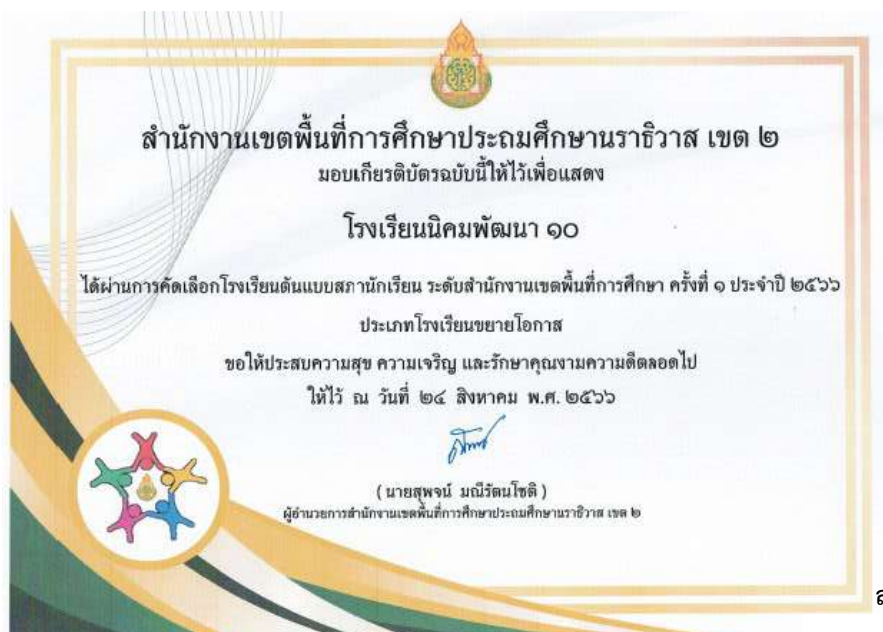 สำนักงานเขตพื้นที่การศึกษาประถมศึกษานราธิวาส เขต ๒
มอบเกียรติบัตรฉบับนี้ให้ไว้เพื่อแสดง
โรงเรียนนิคมพัฒนา ๑๐
ได้ผ่านการคัดเลือกโรงเรียนต้นแบบสภานักเรียน ระดับสำนักงานเขตพื้นที่การศึกษา ครั้งที่ ๑ ประจำปี ๒๕๖๖
ประเภทโรงเรียนขยายโอกาส
ขอให้ประสบความสุข ความเจริญ และรักษาคุณงามความดีตลอดไป
ให้ไว้ ณ วันที่ ๒๔ สิงหาคม พ.ศ. ๒๕๖๖
( นายสุพจน์ มณีรัตนโชติ )
ผู้อำนวยการสำนักงานเขตพื้นที่การศึกษาประถมศึกษานราธิวาส เขต ๒